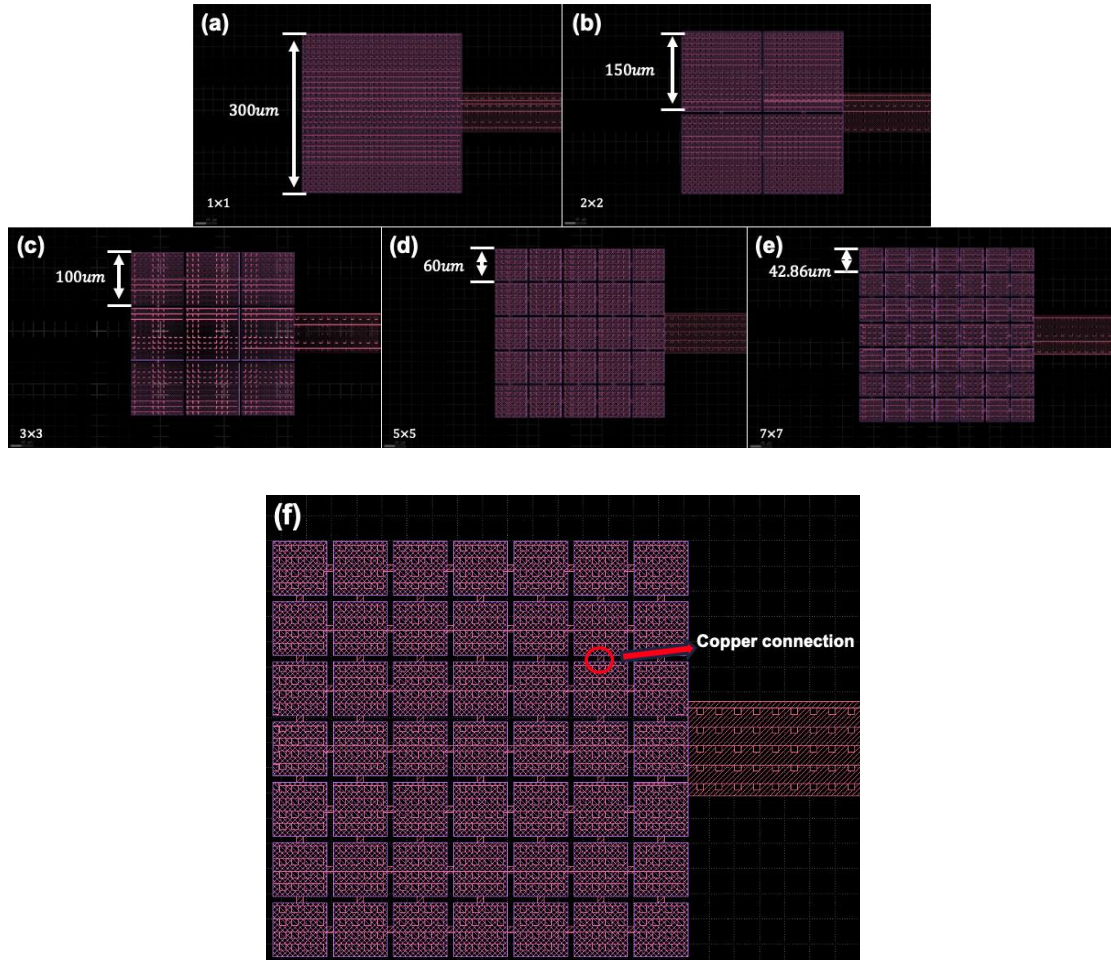 (a)
300um
1×1
(b)
150um
2×2
(c)
100um
3×3
(d)
60um
5×5
(e)
42.86um
7×7
(f)
Copper connection